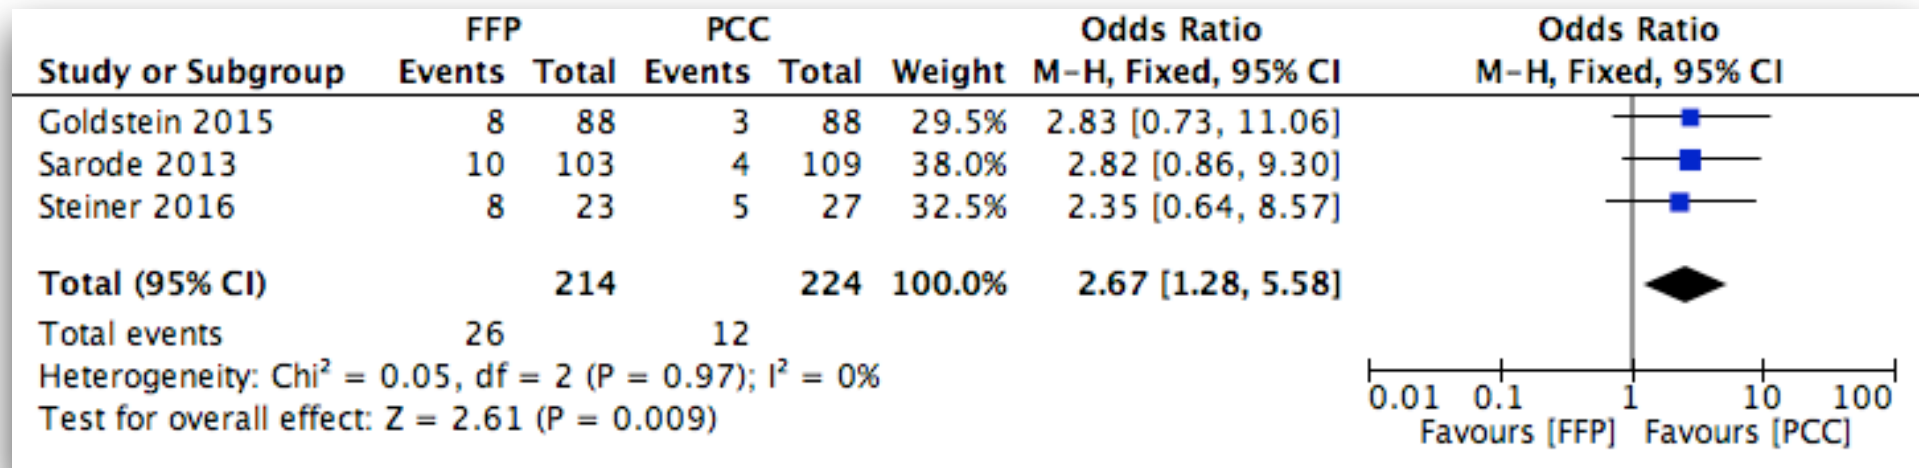 FFP PCC Odds Ratio Odds Ratio
Study or Subgroup Events Total Events Total Weight M-H, Fixed, 95% CI M-H, Fixed, 95% CI
Goldstein 2015 8 88 3 88 29.5% 2.83 [0.73, 11.06]
Sarode 2013 10 103 4 109 38.0% 2.82 [0.86, 9.30]
Steiner 2016 8 23 5 27 32.5% 2.35 [0.64, 8.57]
Total (95% CI) 214 224 100.0% 2.67 [1.28, 5.58]
Total events 26 12
Heterogeneity: Chi² = 0.05, df = 2 (P = 0.97); I² = 0%
Test for overall effect: Z = 2.61 (P = 0.009)
0.01 0.1 1 10 100
Favours [FFP] Favours [PCC]